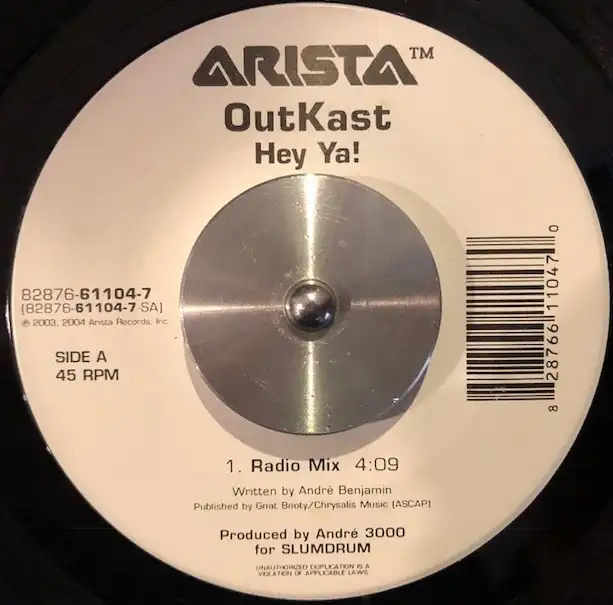 ARISTA™
OutKast
Hey Ya!
82876-61104-7
(82876-61104-7-SA)
℗ 2003, 2004 Arista Records, Inc.
SIDE A
45 RPM
8 28766 11047 0
1. Radio Mix 4:09
Written by André Benjamin
Published by Gnat Booty/Chrysalis Music (ASCAP)
Produced by André 3000
for SLUMDRUM
UNAUTHORIZED DUPLICATION IS A
VIOLATION OF APPLICABLE LAWS.